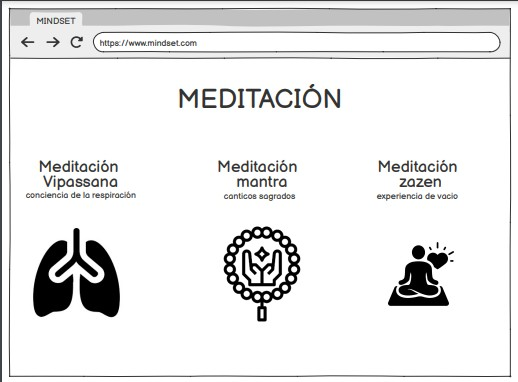 MINDSET
https://www.mindset.com
MEDITACIÓN
Meditación
Vipassana
conciencia de la respiración
Meditación
mantra
canticos sagrados
Meditación
zazen
experiencia de vacio